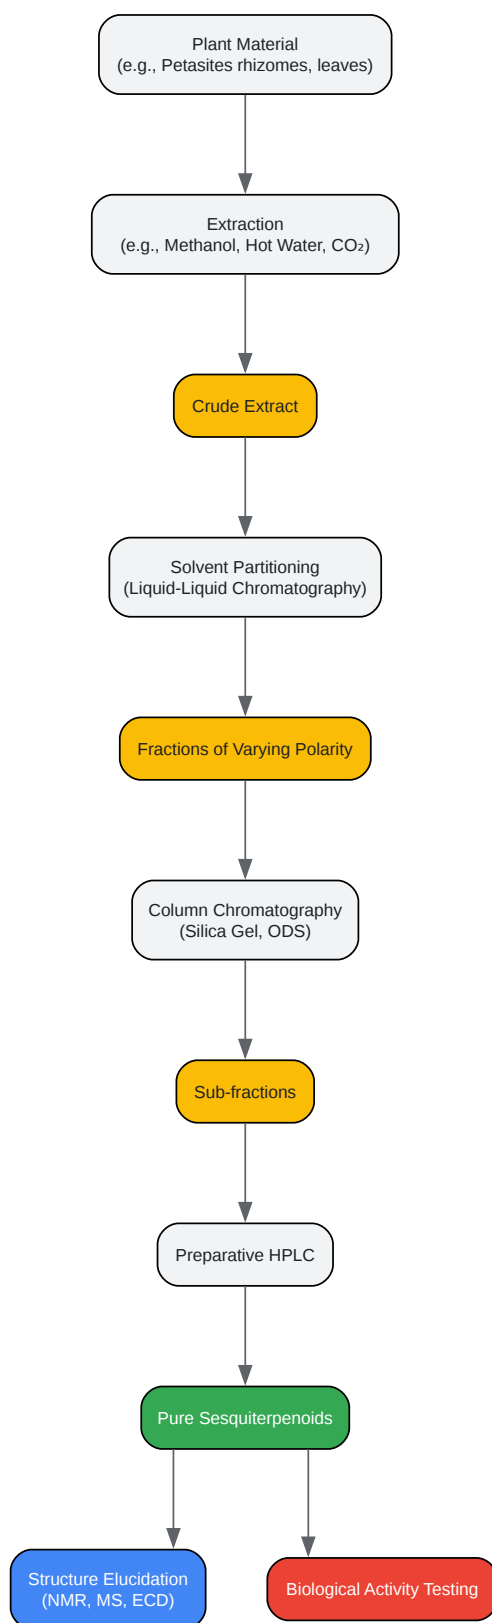 Plant Material
(e.g., Petasites rhizomes, leaves)
Extraction
(e.g., Methanol, Hot Water, CO₂)
Crude Extract
Solvent Partitioning
(Liquid-Liquid Chromatography)
Fractions of Varying Polarity
Column Chromatography
(Silica Gel, ODS)
Sub-fractions
Preparative HPLC
Pure Sesquiterpenoids
Structure Elucidation
(NMR, MS, ECD)
Biological Activity Testing